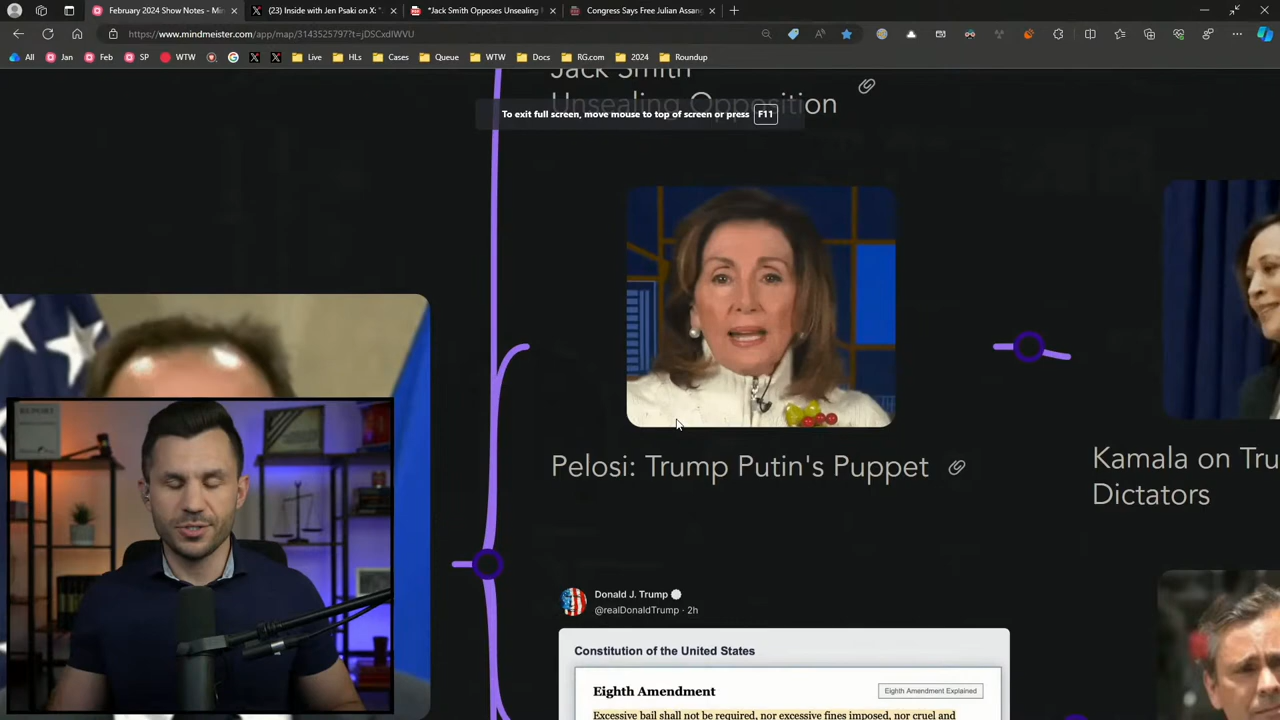 February 2024 Show Notes - Min
(23) Inside with Jen Psaki on X: "
"Jack Smith Opposes Unsealing
Congress Says Free Julian Assang
https://www.mindmeister.com/app/map/3143525797?t=jDSCxdIWVU
All
Jan
Feb
SP
WTW
Live
HLs
Cases
Queue
WTW
Docs
RG.com
2024
Roundup
Jack Smith
Unsealing Opposition
To exit full screen, move mouse to top of screen or press F11
Pelosi: Trump Putin's Puppet
Kamala on Tru
Dictators
REPORT
Donald J. Trump
@realDonaldTrump · 2h
Constitution of the United States
Eighth Amendment
Eighth Amendment Explained
Excessive bail shall not be required, nor excessive fines imposed, nor cruel and